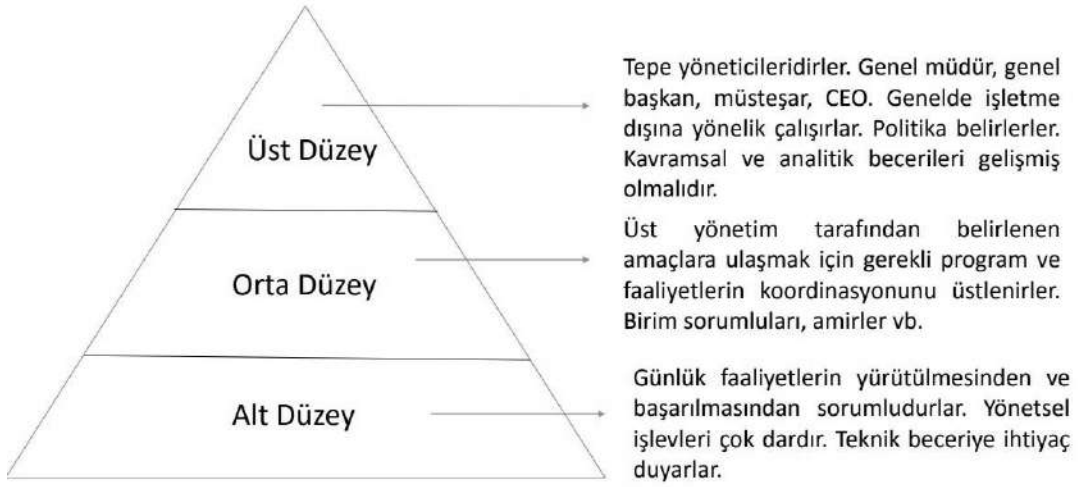 Üst Düzey
Tepe yöneticileridirler. Genel müdür, genel
başkan, müsteşar, CEO. Genelde işletme
dışına yönelik çalışırlar. Politika belirlerler.
Kavramsal ve analitik becerileri gelişmiş
olmalıdır.
Orta Düzey
Üst yönetim tarafından belirlenen
amaçlara ulaşmak için gerekli program ve
faaliyetlerin koordinasyonunu üstlenirler.
Birim sorumluları, amirler vb.
Alt Düzey
Günlük faaliyetlerin yürütülmesinden ve
başarılmasından sorumludurlar. Yönetsel
işlevleri çok dardır. Teknik beceriye ihtiyaç
duyarlar.